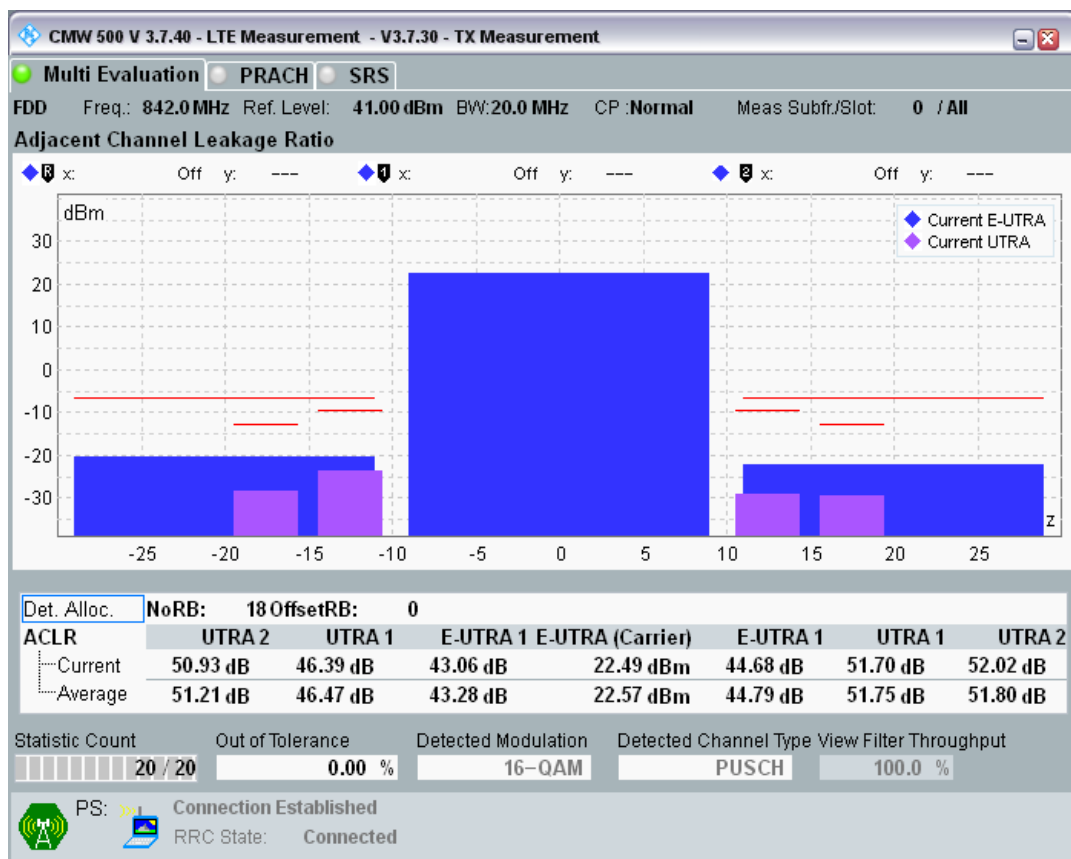 CMW 500 V 3.7.40 - LTE Measurement - V3.7.30 - TX Measurement
Multi Evaluation PRACH SRS
FDD Freq.: 842.0 MHz Ref. Level: 41.00 dBm BW:20.0 MHz CP :Normal Meas Subfr./Slot: 0 / All
Adjacent Channel Leakage Ratio
R x: Off y: --- 1 x: Off y: --- 2 x: Off y: ---
dBm
Current E-UTRA
Current UTRA
30
20
10
0
-10
-20
-30
z
-25 -20 -15 -10 -5 0 5 10 15 20 25
Det. Alloc. NoRB: 18 OffsetRB: 0
ACLR UTRA 2 UTRA 1 E-UTRA 1 E-UTRA (Carrier) E-UTRA 1 UTRA 1 UTRA 2
Current 50.93 dB 46.39 dB 43.06 dB 22.49 dBm 44.68 dB 51.70 dB 52.02 dB
Average 51.21 dB 46.47 dB 43.28 dB 22.57 dBm 44.79 dB 51.75 dB 51.80 dB
Statistic Count Out of Tolerance Detected Modulation Detected Channel Type View Filter Throughput
20 / 20 0.00 % 16-QAM PUSCH 100.0 %
PS: Connection Established
RRC State: Connected